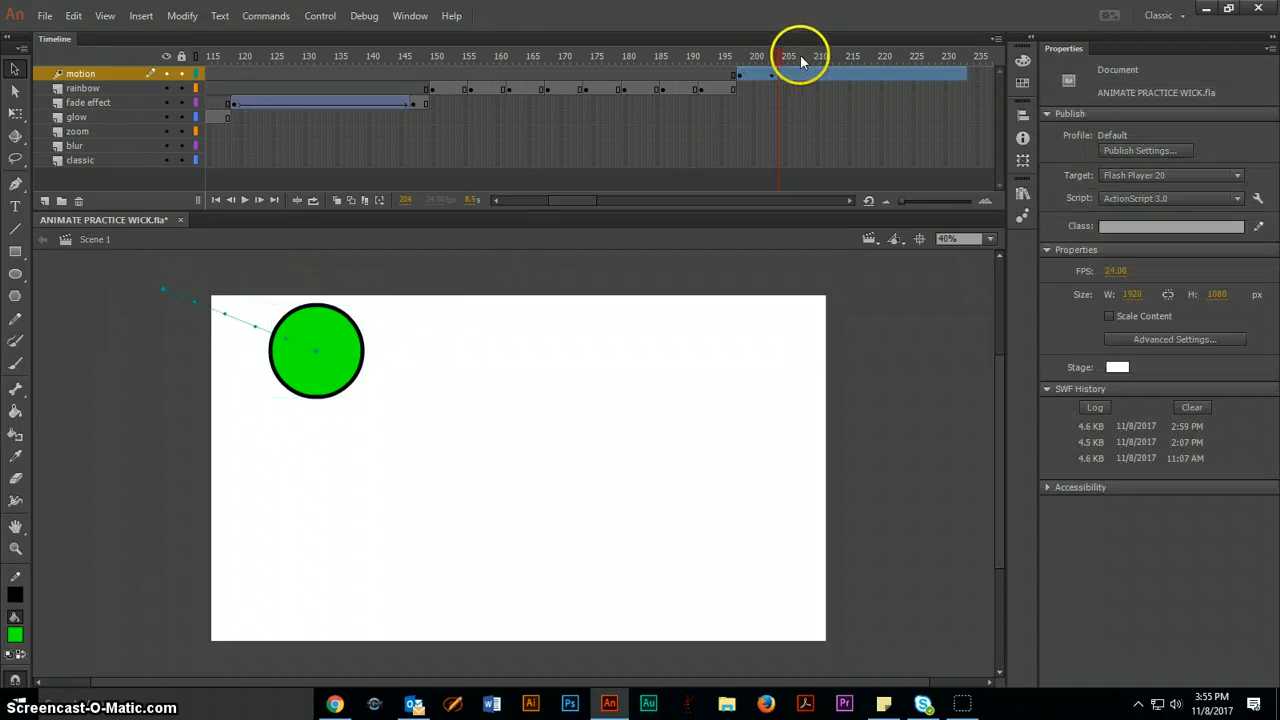 An File Edit View Insert Modify Text Commands Control Debug Window Help Classic
Timeline
115 120 125 130 135 140 145 150 155 160 165 170 175 180 185 190 195 200 205 210 215 220 225 230 235
motion
rainbow
fade effect
glow
zoom
blur
classic
204 24.00 fps 8.5 s
ANIMATE PRACTICE WICK.fla* ×
Scene 1 40%
Properties
Document
ANIMATE PRACTICE WICK.fla
Publish
Profile: Default
Publish Settings...
Target: Flash Player 20
Script: ActionScript 3.0
Class:
Properties
FPS: 24.00
Size: W: 1920 H: 1080 px
Scale Content
Advanced Settings...
Stage:
SWF History
Log Clear
4.6 KB 11/8/2017 2:59 PM
4.5 KB 11/8/2017 2:07 PM
4.6 KB 11/8/2017 11:07 AM
Accessibility
Ai Ps An Au Pr
3:55 PM
11/8/2017
Screencast-O-Matic.com